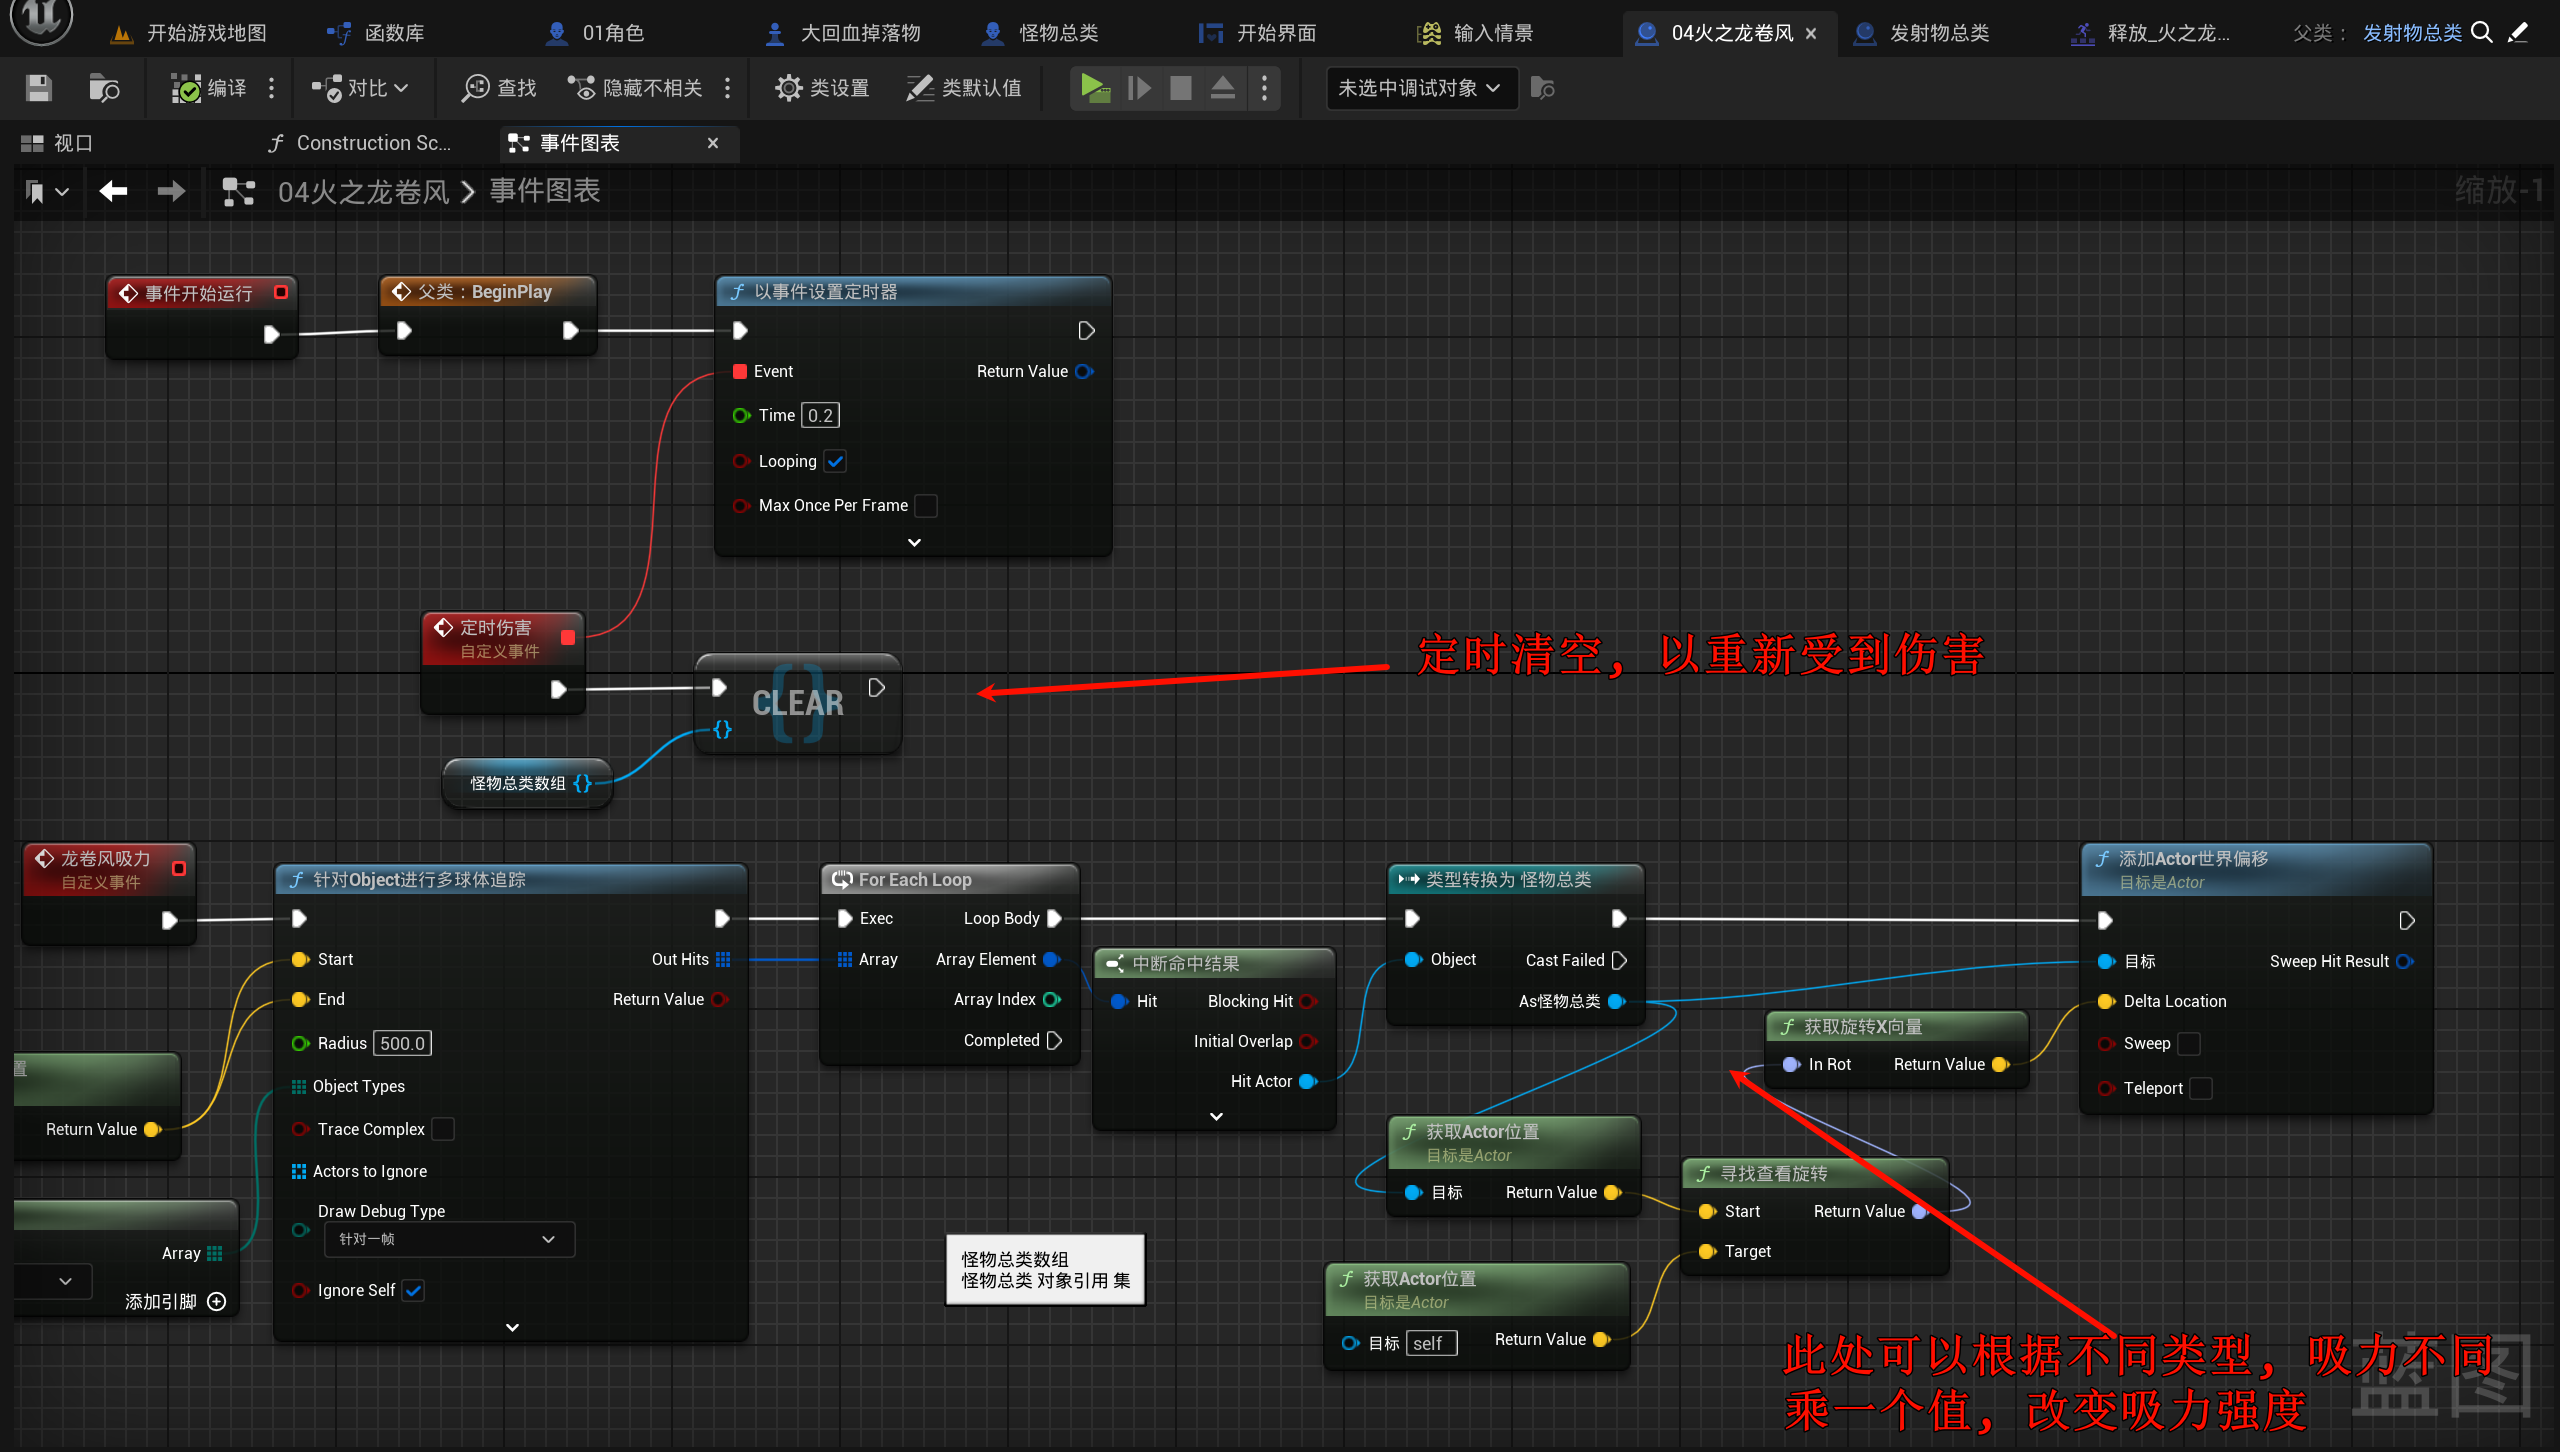 开始游戏地图
函数库
01角色
大回血掉落物
怪物总类
开始界面
输入情景
04火之龙卷风
发射物总类
释放_火之龙...
父类： 发射物总类
编译
对比
查找
隐藏不相关
类设置
类默认值
未选中调试对象
视口
Construction Sc...
事件图表
04火之龙卷风 > 事件图表
缩放-1
事件开始运行
父类：BeginPlay
以事件设置定时器
Event
Return Value
Time 0.2
Looping
Max Once Per Frame
定时伤害
自定义事件
CLEAR
怪物总类数组
定时清空，以重新受到伤害
龙卷风吸力
自定义事件
置
Return Value
Array
添加引脚
针对Object进行多球体追踪
Start
Out Hits
End
Return Value
Radius 500.0
Object Types
Trace Complex
Actors to Ignore
Draw Debug Type
针对一帧
Ignore Self
For Each Loop
Exec
Loop Body
Array
Array Element
Array Index
Completed
中断命中结果
Hit
Blocking Hit
Initial Overlap
Hit Actor
怪物总类数组
怪物总类 对象引用 集
类型转换为 怪物总类
Object
Cast Failed
As怪物总类
获取Actor位置
目标是Actor
目标
Return Value
获取Actor位置
目标是Actor
目标 self
Return Value
寻找查看旋转
Start
Return Value
Target
获取旋转X向量
In Rot
Return Value
添加Actor世界偏移
目标是Actor
目标
Sweep Hit Result
Delta Location
Sweep
Teleport
此处可以根据不同类型，吸力不同
乘一个值，改变吸力强度
蓝图